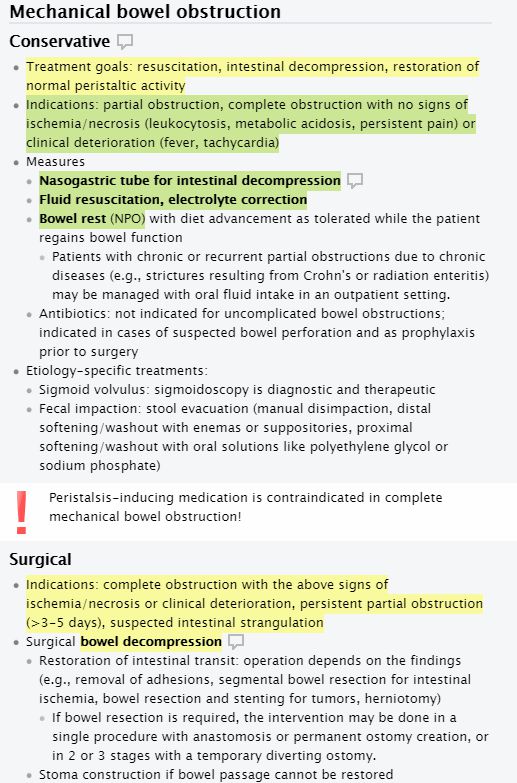 Mechanical bowel obstruction
Conservative
Treatment goals: resuscitation, intestinal decompression, restoration of
normal peristaltic activity
Indications: partial obstruction, complete obstruction with no signs of
ischemia/necrosis (leukocytosis, metabolic acidosis, persistent pain) or
clinical deterioration (fever, tachycardia)
Measures
Nasogastric tube for intestinal decompression
Fluid resuscitation, electrolyte correction
Bowel rest (NPO) with diet advancement as tolerated while the patient
regains bowel function
Patients with chronic or recurrent partial obstructions due to chronic
diseases (e.g., strictures resulting from Crohn's or radiation enteritis)
may be managed with oral fluid intake in an outpatient setting.
Antibiotics: not indicated for uncomplicated bowel obstructions;
indicated in cases of suspected bowel perforation and as prophylaxis
prior to surgery
Etiology-specific treatments:
Sigmoid volvulus: sigmoidoscopy is diagnostic and therapeutic
Fecal impaction: stool evacuation (manual disimpaction, distal
softening/washout with enemas or suppositories, proximal
softening/washout with oral solutions like polyethylene glycol or
sodium phosphate)
Peristalsis-inducing medication is contraindicated in complete
mechanical bowel obstruction!
Surgical
Indications: complete obstruction with the above signs of
ischemia/necrosis or clinical deterioration, persistent partial obstruction
(>3-5 days), suspected intestinal strangulation
Surgical bowel decompression
Restoration of intestinal transit: operation depends on the findings
(e.g., removal of adhesions, segmental bowel resection for intestinal
ischemia, bowel resection and stenting for tumors, herniotomy)
If bowel resection is required, the intervention may be done in a
single procedure with anastomosis or permanent ostomy creation, or
in 2 or 3 stages with a temporary diverting ostomy.
Stoma construction if bowel passage cannot be restored